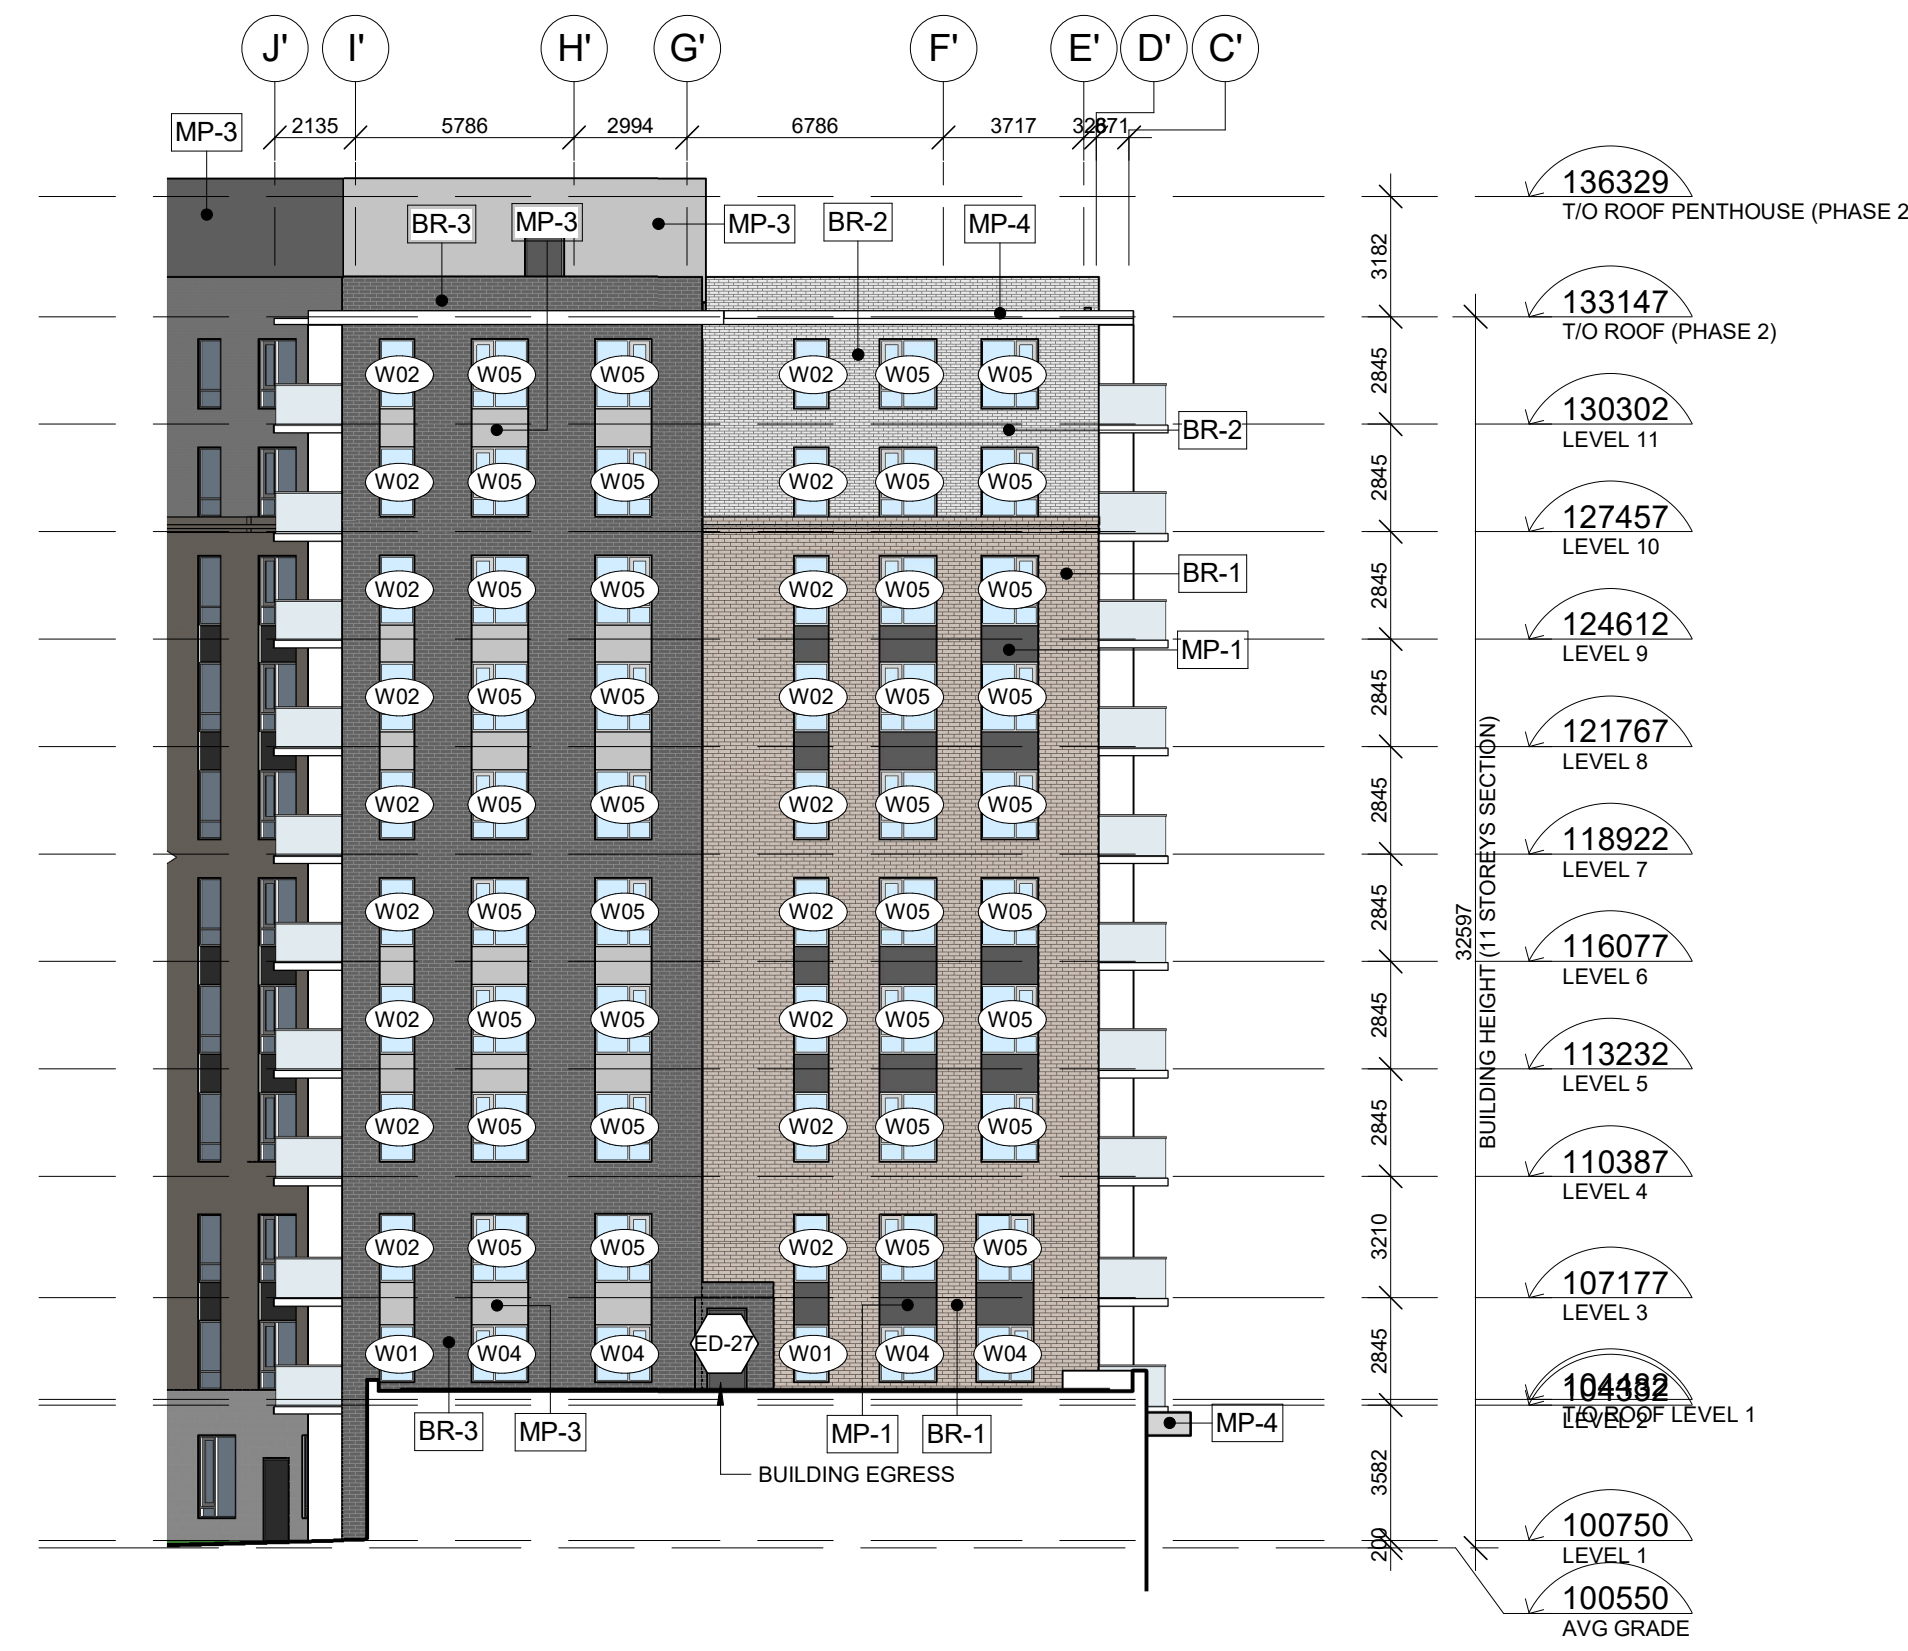 J' I' H' G' F' E' D' C'
2135 5786 2994 6786 3717
MP-3
136329
T/O ROOF PENTHOUSE (PHASE 2
BR-3 MP-3 MP-3 BR-2 MP-4
3182
133147
T/O ROOF (PHASE 2)
W02 W05 W05 W02 W05 W05
2845
130302
LEVEL 11
BR-2
W02 W05 W05 W02 W05 W05
2845
127457
LEVEL 10
BR-1
W02 W05 W05 W02 W05 W05
2845
124612
LEVEL 9
MP-1
W02 W05 W05 W02 W05 W05
2845
121767
LEVEL 8
W02 W05 W05 W02 W05 W05
2845
118922
LEVEL 7
W02 W05 W05 W02 W05 W05
2845
32597
BUILDING HEIGHT (11 STOREYS SECTION)
116077
LEVEL 6
W02 W05 W05 W02 W05 W05
2845
113232
LEVEL 5
W02 W05 W05 W02 W05 W05
2845
110387
LEVEL 4
W02 W05 W05 W02 W05 W05
3210
107177
LEVEL 3
W01 W04 W04 ED-27 W01 W04 W04
2845
T/O ROOF LEVEL 1
LEVEL 2
BR-3 MP-3 MP-1 BR-1 MP-4
BUILDING EGRESS
3582
100750
LEVEL 1
200
100550
AVG GRADE